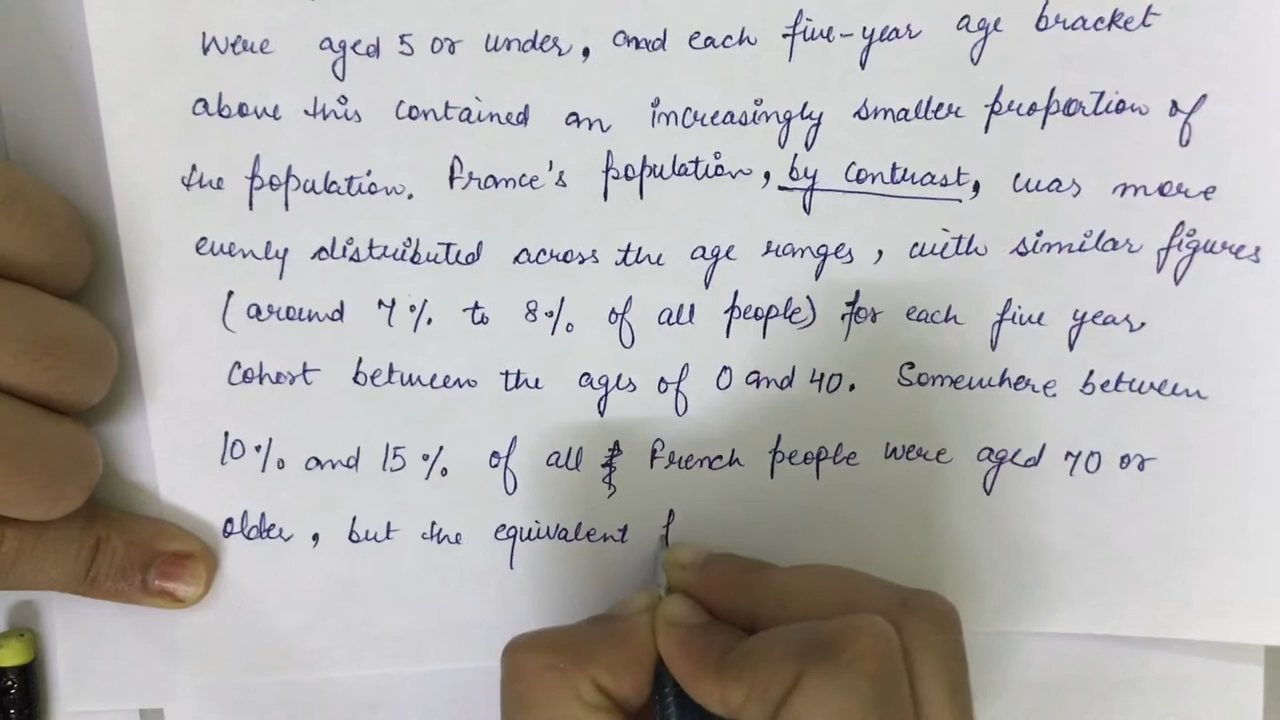 were aged 5 or under, and each five-year age bracket
above this contained an increasingly smaller proportion of
the population. France's population, by contrast, was more
evenly distributed across the age ranges, with similar figures
(around 7% to 8% of all people) for each five year
cohort between the ages of 0 and 40. Somewhere between
10% and 15% of all French people were aged 70 or
older, but the equivalent f